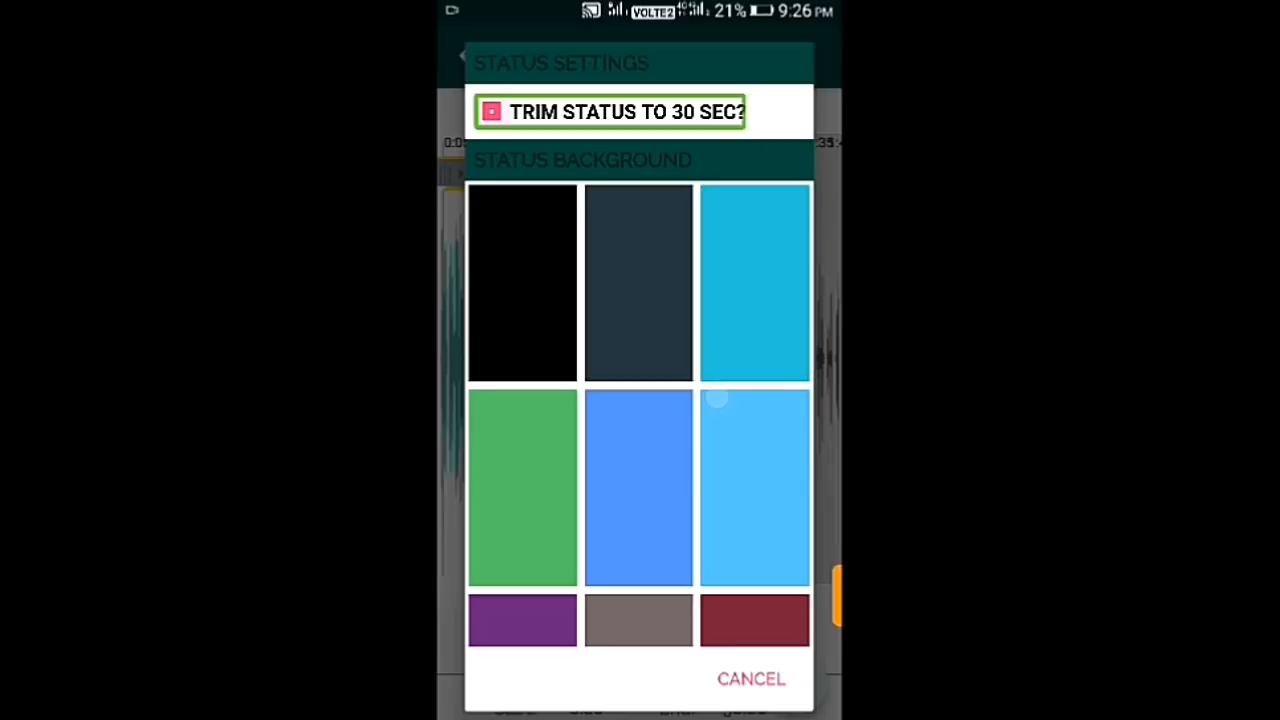 VOLTE2 21% 9:26 PM
STATUS SETTINGS
TRIM STATUS TO 30 SEC?
STATUS BACKGROUND
CANCEL